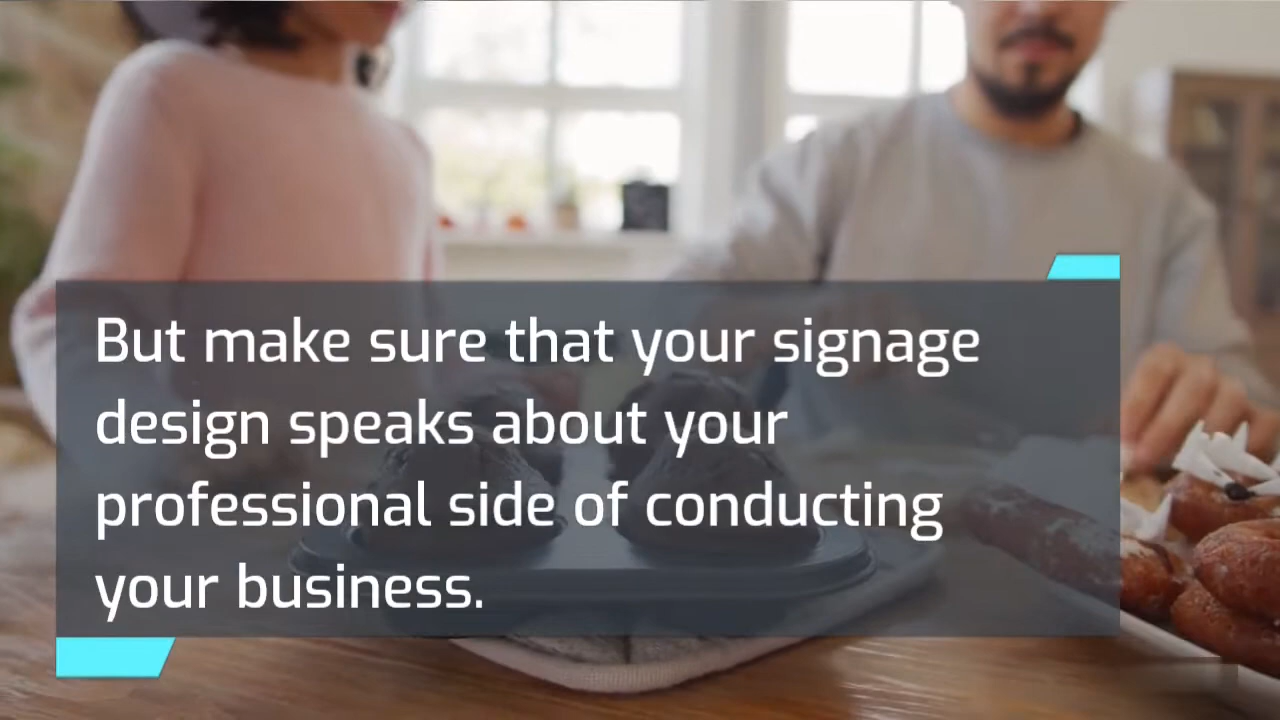 But make sure that your signage
design speaks about your
professional side of conducting
your business.